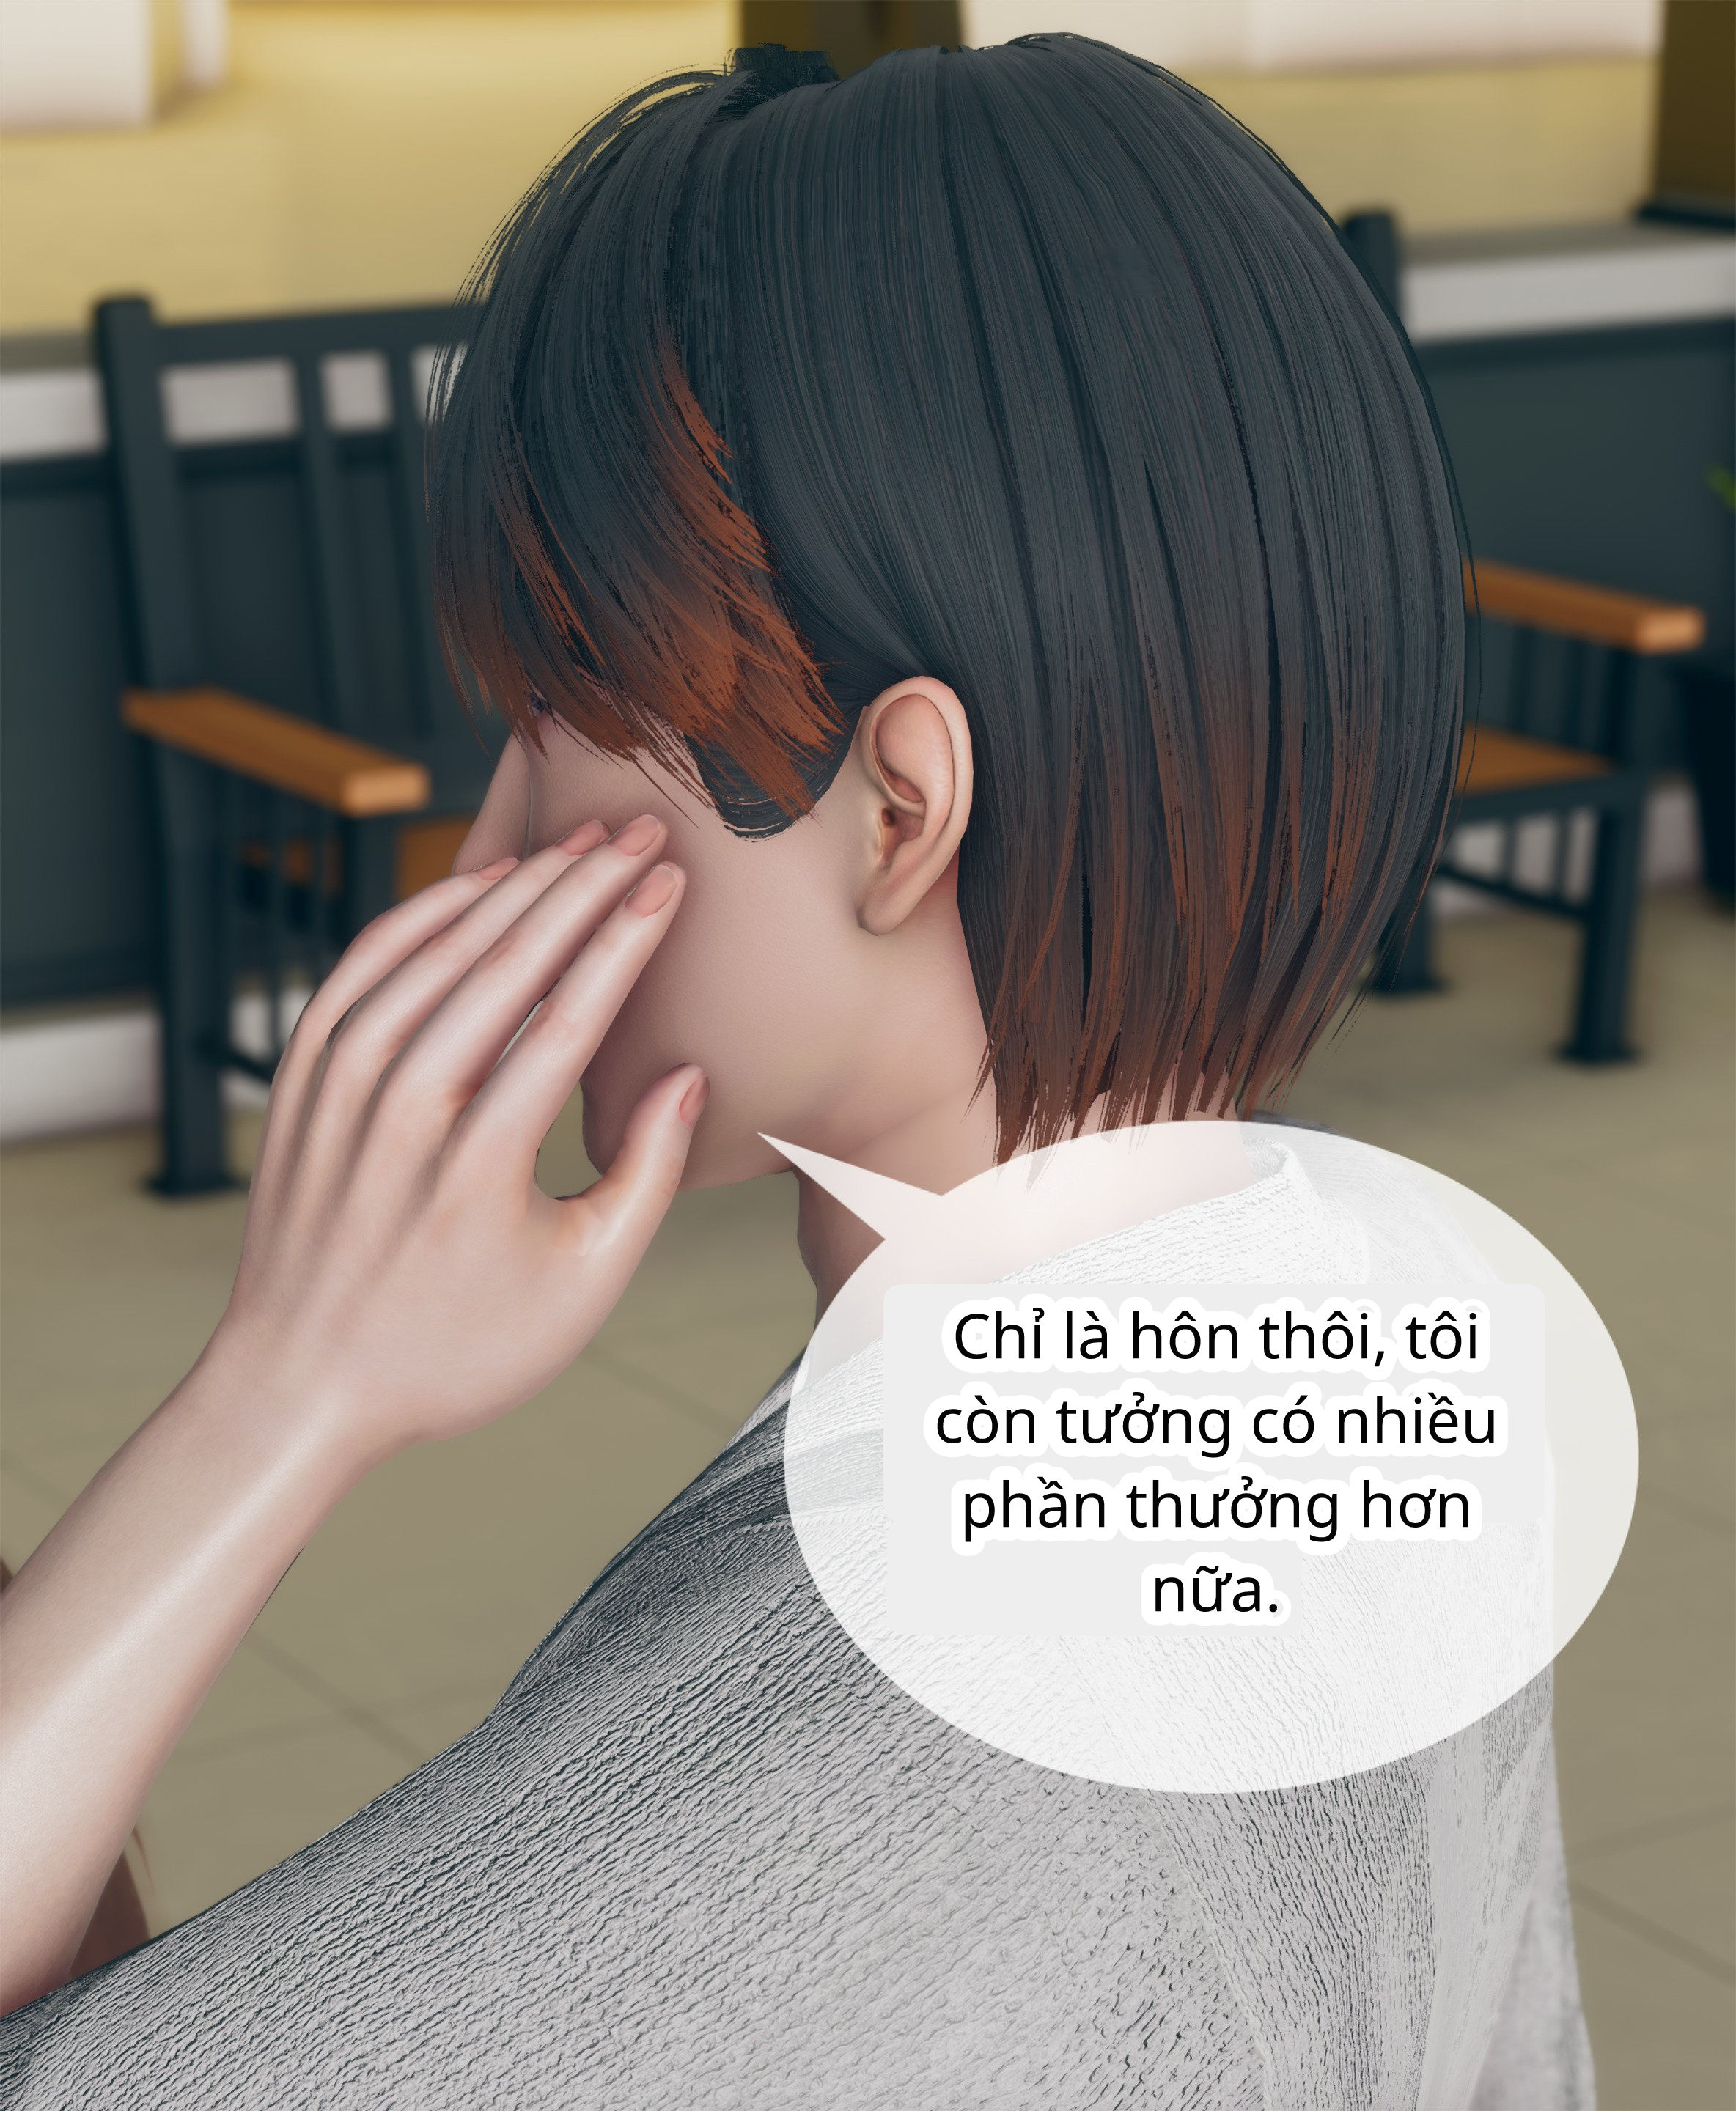 Chỉ là hôn thôi, tôi
còn tưởng có nhiều
phần thưởng hơn
nữa.